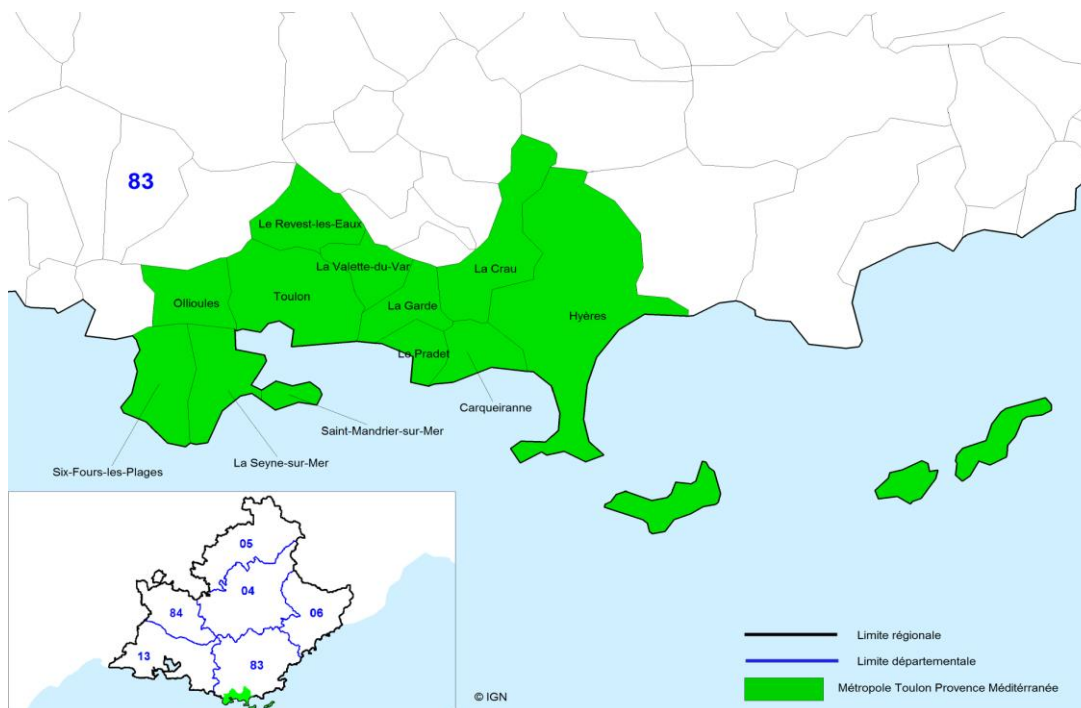 83
Le Revest-les-Eaux
La Valette-du-Var
La Crau
Ollioules
Toulon
La Garde
Hyéres
Le Pradet
Carqueiranne
Saint-Mandrier-sur-Mer
La Seyne-sur-Mer
Six-Fours-les-Plages
05
04
84
06
13
83
© IGN
Limite régionale
Limite départementale
Métropole Toulon Provence Méditérranée